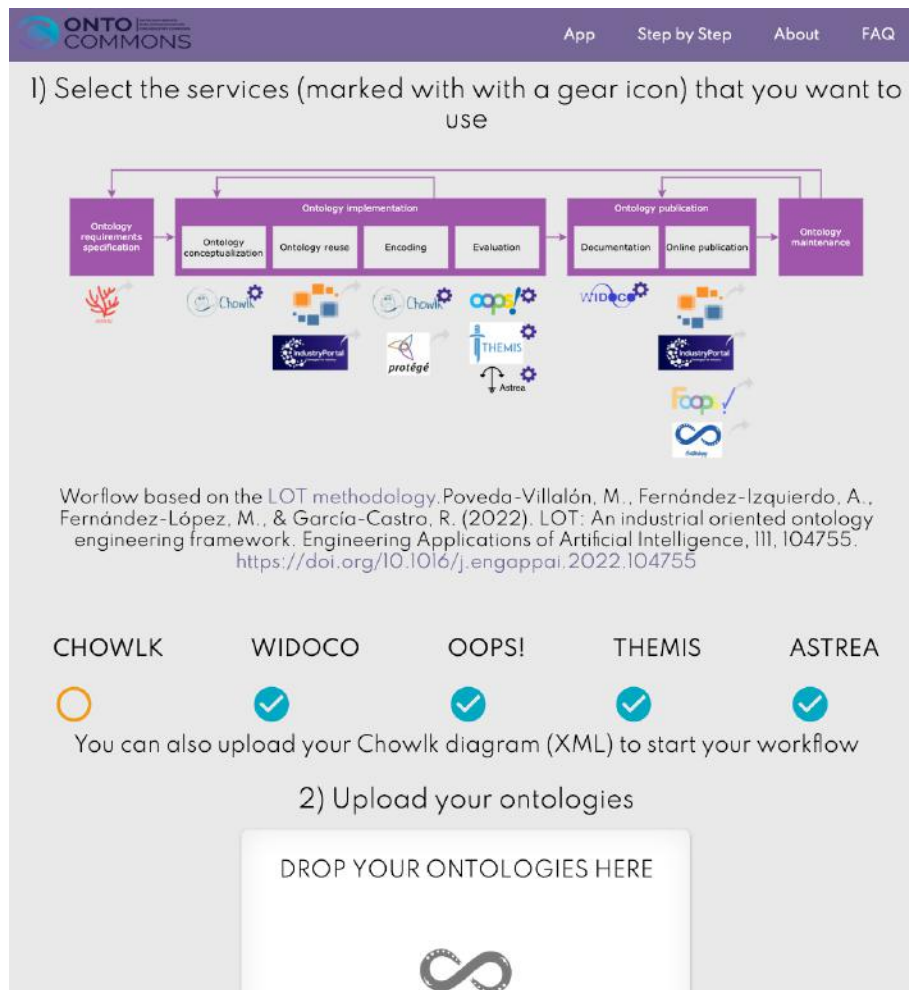 ONTO
COMMONS
App Step by Step About FAQ
1) Select the services (marked with with a gear icon) that you want to
use
Ontology implementation
Ontology publication
Ontology
requirements
specification
Ontology
conceptualization
Ontology reuse
Encoding
Evaluation
Documentation
Online publication
Ontology
maintenance
Chowlk
IndustryPortal
Chowlk
protégé
oops!
THEMIS
Astrea
WIDOCO
IndustryPortal
Foops!
Worflow based on the LOT methodology.Poveda-Villalón, M., Fernández-Izquierdo, A.,
Fernández-López, M., & García-Castro, R. (2022). LOT: An industrial oriented ontology
engineering framework. Engineering Applications of Artificial Intelligence, 111, 104755.
https://doi.org/10.1016/j.engappai.2022.104755
CHOWLK WIDOCO OOPS! THEMIS ASTREA
You can also upload your Chowlk diagram (XML) to start your workflow
2) Upload your ontologies
DROP YOUR ONTOLOGIES HERE